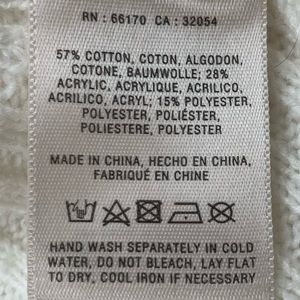 RN : 66170 CA : 32054
57% COTTON, COTON, ALGODON,
COTONE, BAUMWOLLE; 28%
ACRYLIC, ACRYLIQUE, ACRILICO,
ACRILICO, ACRYL; 15% POLYESTER,
POLYESTER, POLIÉSTER,
POLIESTERE, POLYESTER
MADE IN CHINA, HECHO EN CHINA,
FABRIQUÉ EN CHINE
HAND WASH SEPARATELY IN COLD
WATER, DO NOT BLEACH, LAY FLAT
TO DRY, COOL IRON IF NECESSARY